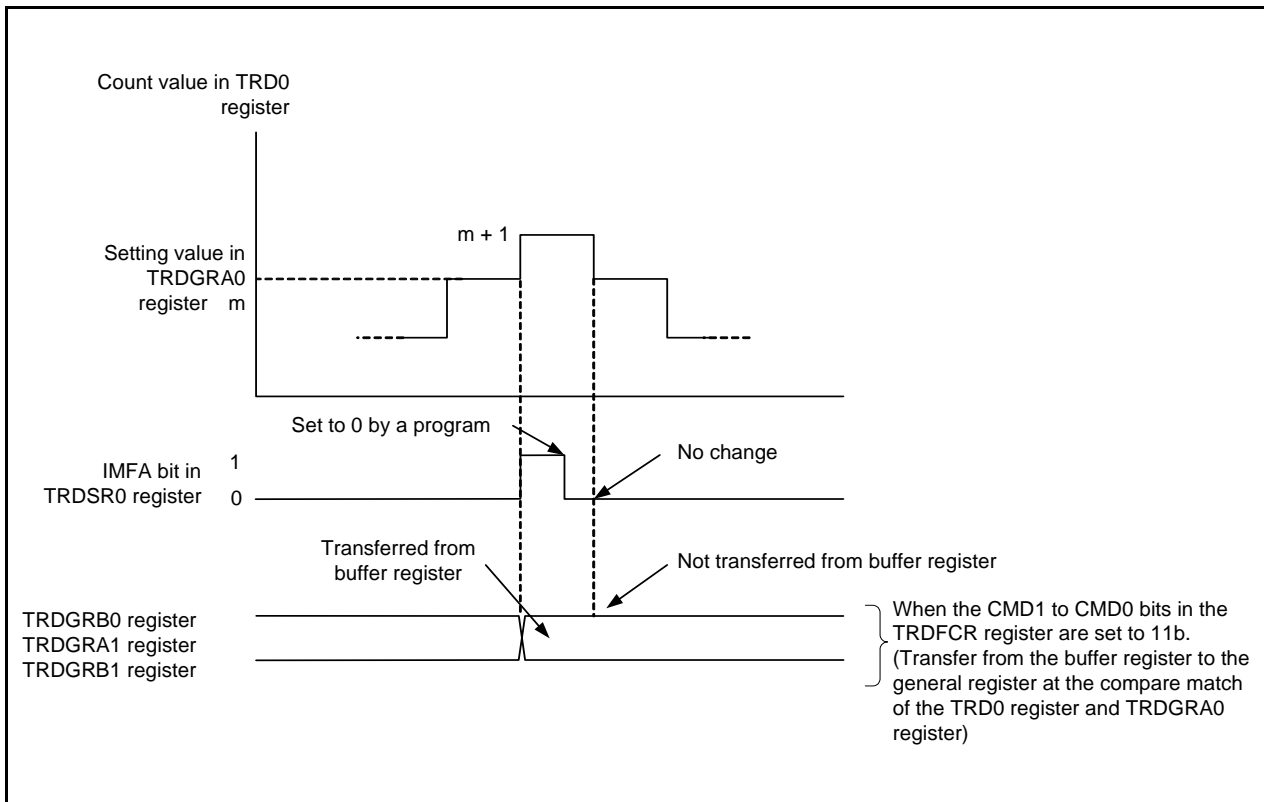 Count value in TRD0
register
Setting value in
TRDGRA0
register m
m + 1
Set to 0 by a program
No change
IMFA bit in
TRDSR0 register
1
0
Transferred from
buffer register
Not transferred from buffer register
TRDGRB0 register
TRDGRA1 register
TRDGRB1 register
When the CMD1 to CMD0 bits in the
TRDFCR register are set to 11b.
(Transfer from the buffer register to the
general register at the compare match
of the TRD0 register and TRDGRA0
register)